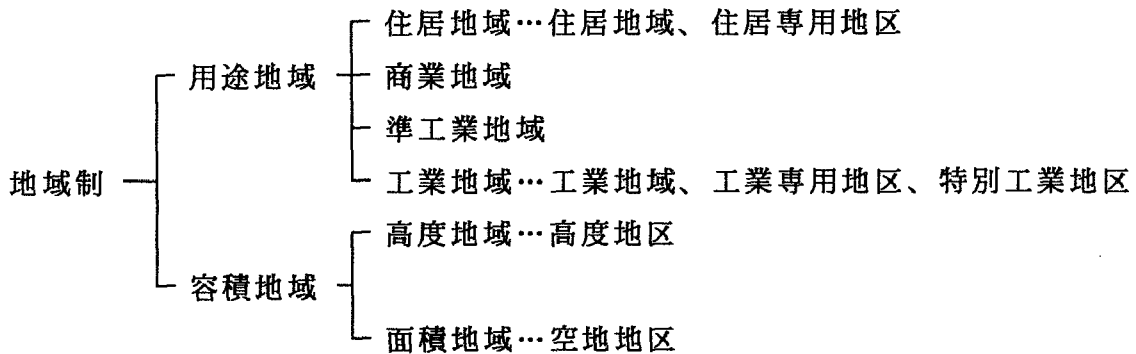 住居地域…住居地域、住居専用地区
用途地域
商業地域
準工業地域
地域制
工業地域…工業地域、工業専用地区、特別工業地区
高度地域…高度地区
容積地域
面積地域…空地地区